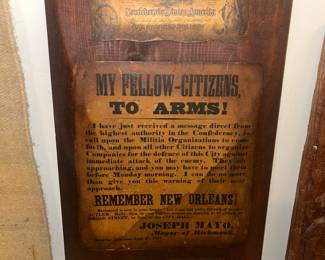 Confederate States America
MY FELLOW-CITIZENS,
TO ARMS!
I have just received a message direct from
the highest authority in the Confederacy, to
call upon the Militia Organizations to come
forth, and upon all other Citizens to organize
Companies for the defence of this City against
immediate attack of the enemy. They
approaching, and you may have to
before Monday morning. I can do no more
than give you this warning of their near
approach.
REMEMBER NEW ORLEANS!
JOSEPH MAYO,
Mayor of Richmond.